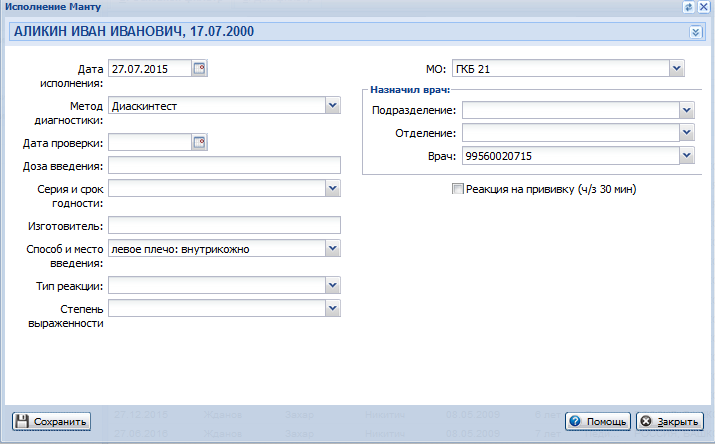 Исполнение Манту
АЛИКИН ИВАН ИВАНОВИЧ, 17.07.2000
Дата исполнения: 27.07.2015
МО: ГКБ 21
Метод диагностики: Диаскинтест
Назначил врач:
Подразделение:
Дата проверки:
Отделение:
Доза введения:
Врач: 99560020715
Серия и срок годности:
Реакция на прививку (ч/з 30 мин)
Изготовитель:
Способ и место введения: левое плечо: внутрикожно
Тип реакции:
Степень выраженности
Сохранить
Помощь
Закрыть